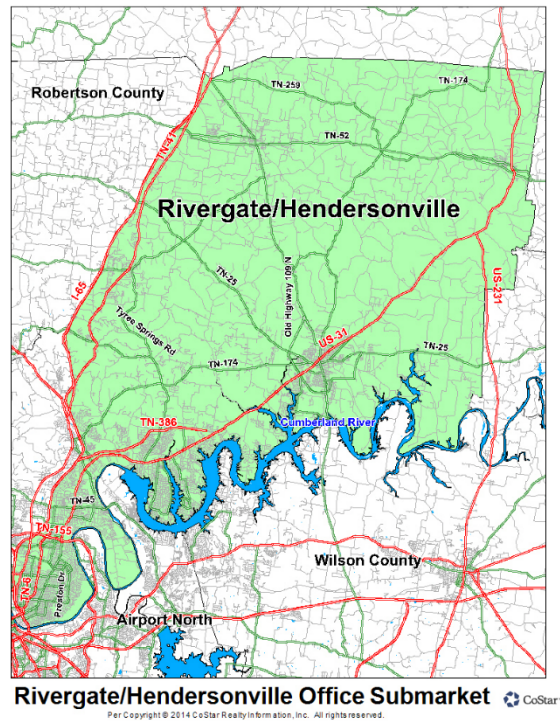 TN-259
TN-174
Robertson County
TN-41
TN-52
Rivergate/Hendersonville
TN-25
Old Highway 109 N
US-231
I-65
Tyree Springs Rd
US-31
TN-174
TN-25
TN-386
Cumberland River
TN-45
TN-155
Wilson County
TN-6
Preston Dr
Airport North
Rivergate/Hendersonville Office Submarket CoStar
Per Copyright © 2014 CoStar Realty Information, Inc. All rights reserved.